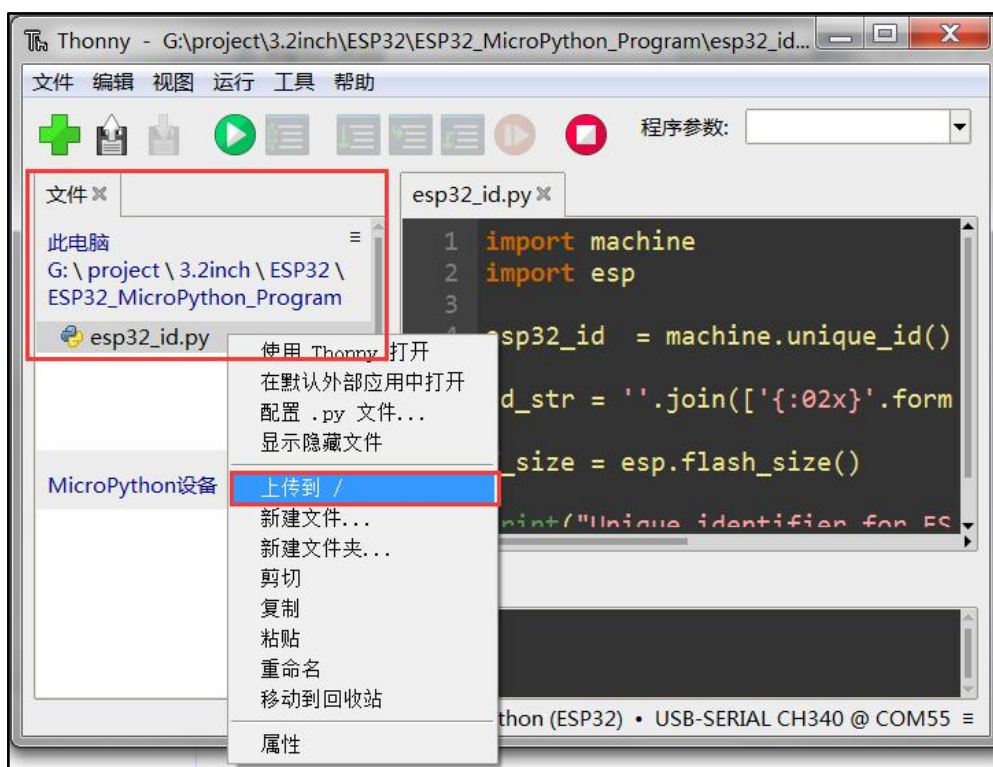 Thonny - G:\project\3.2inch\ESP32\ESP32_MicroPython_Program\esp32_id...
文件 编辑 视图 运行 工具 帮助
程序参数:
文件
此电脑
G: \ project \ 3.2inch \ ESP32 \
ESP32_MicroPython_Program
esp32_id.py
使用 Thonny 打开
在默认外部应用中打开
配置 .py 文件...
显示隐藏文件
上传到 /
新建文件...
新建文件夹...
剪切
复制
粘贴
重命名
移动到回收站
属性
MicroPython设备
esp32_id.py
1 import machine
2 import esp
3
4 esp32_id = machine.unique_id()
d_str = ''.join(['{:02x}'.form
_size = esp.flash_size()
print("Unique identifier for ES
thon (ESP32) • USB-SERIAL CH340 @ COM55 ≡